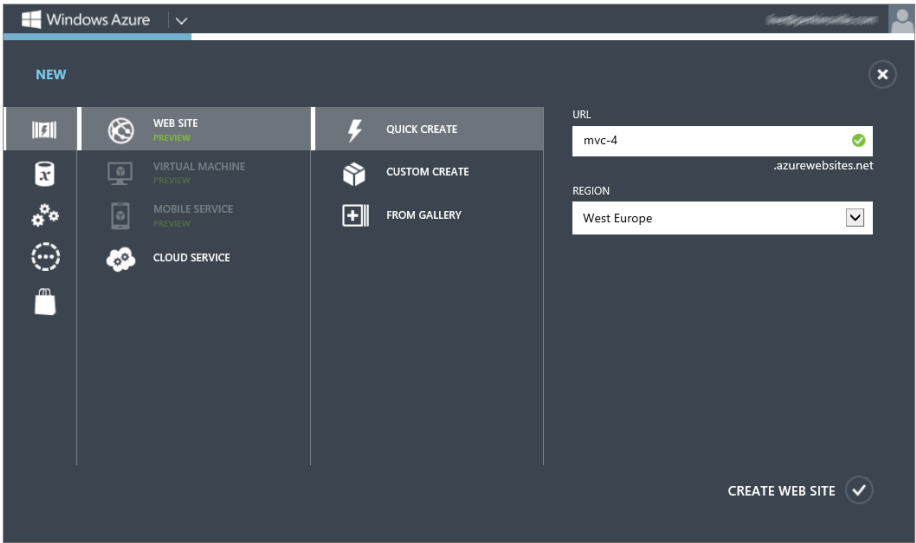 Windows Azure
NEW
WEB SITE
PREVIEW
VIRTUAL MACHINE
PREVIEW
MOBILE SERVICE
PREVIEW
CLOUD SERVICE
QUICK CREATE
CUSTOM CREATE
FROM GALLERY
URL
mvc-4
.azurewebsites.net
REGION
West Europe
CREATE WEB SITE